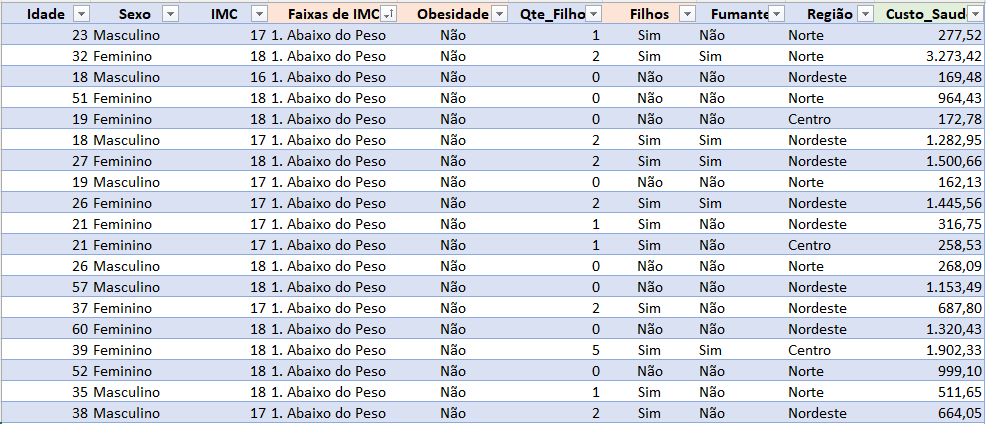 Idade Sexo IMC Faixas de IMC Obesidade Qte_Filho Filhos Fumante Região Custo_Saud
23 Masculino 17 1. Abaixo do Peso Não 1 Sim Não Norte 277,52
32 Feminino 18 1. Abaixo do Peso Não 2 Sim Sim Norte 3.273,42
18 Masculino 16 1. Abaixo do Peso Não 0 Não Não Nordeste 169,48
51 Feminino 18 1. Abaixo do Peso Não 0 Não Não Norte 964,43
19 Feminino 18 1. Abaixo do Peso Não 0 Não Não Centro 172,78
18 Masculino 17 1. Abaixo do Peso Não 2 Sim Sim Nordeste 1.282,95
27 Feminino 18 1. Abaixo do Peso Não 2 Sim Sim Nordeste 1.500,66
19 Masculino 17 1. Abaixo do Peso Não 0 Não Não Norte 162,13
26 Feminino 17 1. Abaixo do Peso Não 2 Sim Sim Nordeste 1.445,56
21 Feminino 17 1. Abaixo do Peso Não 1 Sim Não Nordeste 316,75
21 Feminino 17 1. Abaixo do Peso Não 1 Sim Não Centro 258,53
26 Masculino 18 1. Abaixo do Peso Não 0 Não Não Norte 268,09
57 Masculino 18 1. Abaixo do Peso Não 0 Não Não Nordeste 1.153,49
37 Feminino 17 1. Abaixo do Peso Não 2 Sim Não Nordeste 687,80
60 Feminino 18 1. Abaixo do Peso Não 0 Não Não Nordeste 1.320,43
39 Feminino 18 1. Abaixo do Peso Não 5 Sim Sim Centro 1.902,33
52 Feminino 18 1. Abaixo do Peso Não 0 Não Não Norte 999,10
35 Masculino 18 1. Abaixo do Peso Não 1 Sim Não Norte 511,65
38 Masculino 17 1. Abaixo do Peso Não 2 Sim Não Nordeste 664,05